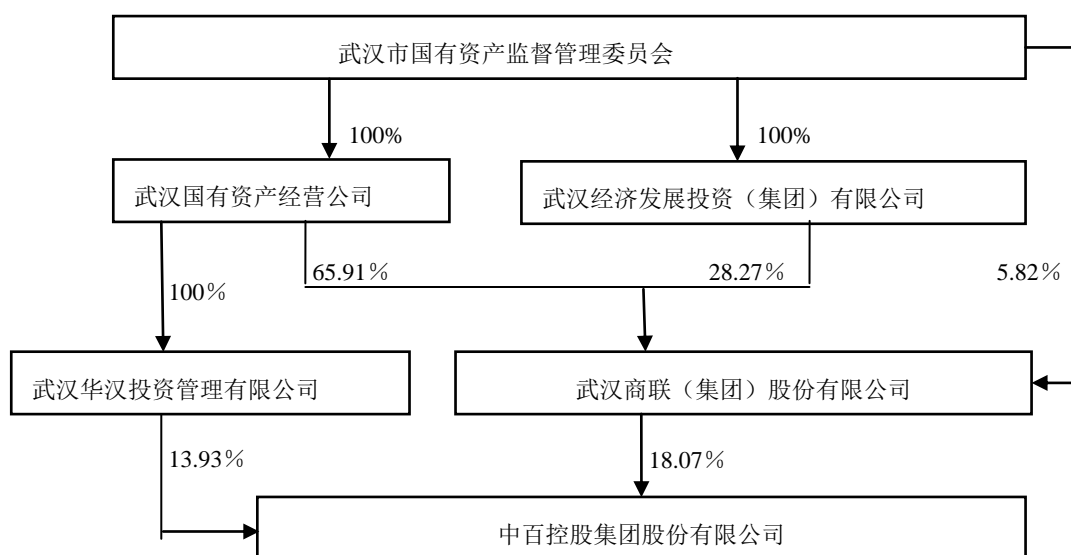 武汉市国有资产监督管理委员会
100%
100%
武汉国有资产经营公司
武汉经济发展投资（集团）有限公司
65.91％
28.27％
5.82％
100％
武汉华汉投资管理有限公司
武汉商联（集团）股份有限公司
13.93％
18.07％
中百控股集团股份有限公司